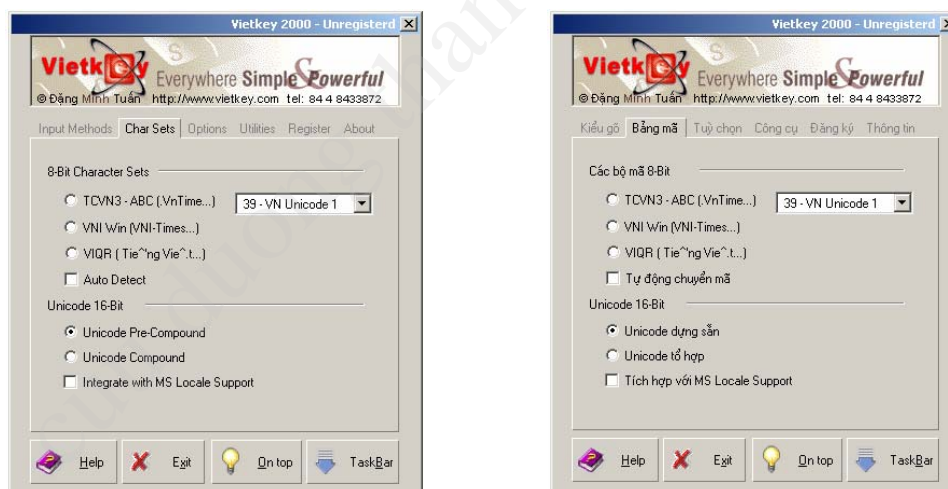 Vietkey 2000 - Unregisterd
Vietkey
S
Everywhere Simple & Powerful
© Đặng Minh Tuấn http://www.vietkey.com tel: 84 4 8433872
Input Methods Char Sets Options Utilities Register About
8-Bit Character Sets
TCVN3 - ABC (.VnTime...) 39 - VN Unicode 1
VNI Win (VNI-Times...)
VIQR ( Tie^'ng Vie^.t...)
Auto Detect
Unicode 16-Bit
Unicode Pre-Compound
Unicode Compound
Integrate with MS Locale Support
Help Exit On top TaskBar
Vietkey 2000 - Unregisterd
Vietkey
S
Everywhere Simple & Powerful
© Đặng Minh Tuấn http://www.vietkey.com tel: 84 4 8433872
Kiểu gõ Bảng mã Tuỳ chọn Công cụ Đăng ký Thông tin
Các bộ mã 8-Bit
TCVN3 - ABC (.VnTime...) 39 - VN Unicode 1
VNI Win (VNI-Times...)
VIQR ( Tie^'ng Vie^.t...)
Tự động chuyển mã
Unicode 16-Bit
Unicode dựng sẵn
Unicode tổ hợp
Tích hợp với MS Locale Support
Help Exit On top TaskBar